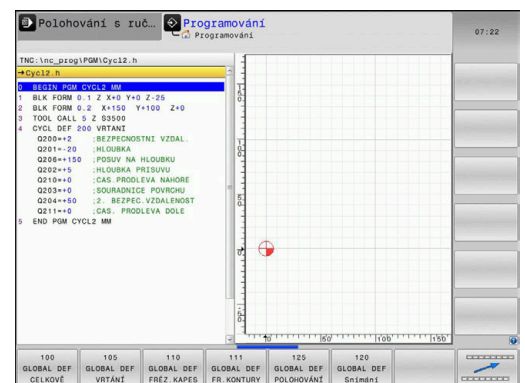 Polohování s ruč...
Programování
Programování
07:22
TNC:\nc_prog\PGM\Cycl2.h
→Cycl2.h
0 BEGIN PGM CYCL2 MM
1 BLK FORM 0.1 Z X+0 Y+0 Z-25
2 BLK FORM 0.2 X+150 Y+100 Z+0
3 TOOL CALL 5 Z S3500
4 CYCL DEF 200 VRTANI
Q200=+2 ;BEZPECNOSTNI VZDAL.
Q201=-20 ;HLOUBKA
Q206=+150 ;POSUV NA HLOUBKU
Q202=+5 ;HLOUBKA PRISUVU
Q210=+0 ;CAS.PRODLEVA NAHORE
Q203=+0 ;SOURADNICE POVRCHU
Q204=+50 ;2. BEZPEC.VZDALENOST
Q211=+0 ;CAS. PRODLEVA DOLE
5 END PGM CYCL2 MM
0 50 100 150
100 GLOBAL DEF CELKOVĚ
105 GLOBAL DEF VRTÁNÍ
110 GLOBAL DEF FRÉZ.KAPES
111 GLOBAL DEF FR.KONTURY
125 GLOBAL DEF POLOHOVÁNÍ
120 GLOBAL DEF Snímání